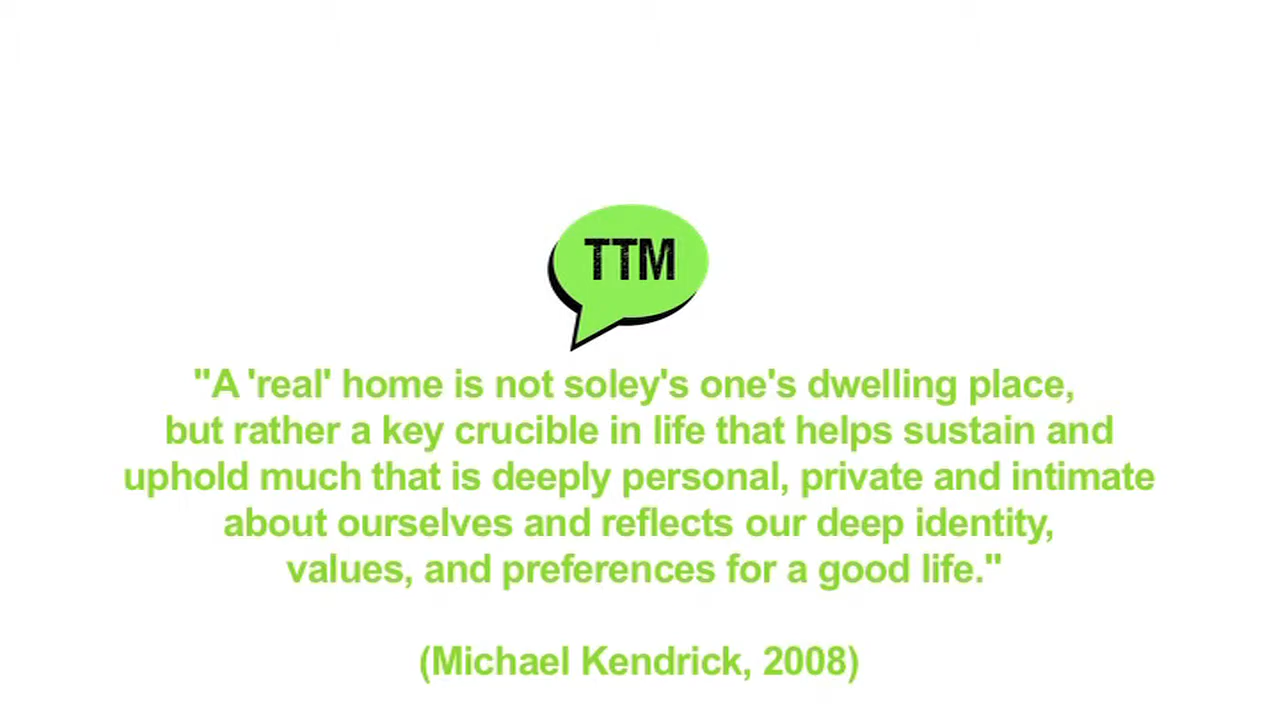 TTM
"A 'real' home is not soley's one's dwelling place,
but rather a key crucible in life that helps sustain and
uphold much that is deeply personal, private and intimate
about ourselves and reflects our deep identity,
values, and preferences for a good life."
(Michael Kendrick, 2008)